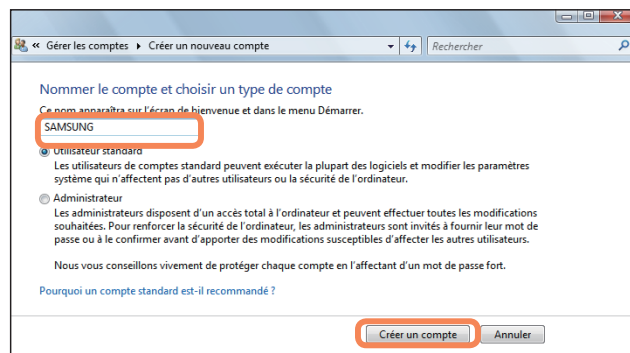 « Gérer les comptes ▸ Créer un nouveau compte
Rechercher
Nommer le compte et choisir un type de compte
Ce nom apparaîtra sur l'écran de bienvenue et dans le menu Démarrer.
SAMSUNG
Utilisateur standard
Les utilisateurs de comptes standard peuvent exécuter la plupart des logiciels et modifier les paramètres
système qui n'affectent pas d'autres utilisateurs ou la sécurité de l'ordinateur.
Administrateur
Les administrateurs disposent d'un accès total à l'ordinateur et peuvent effectuer toutes les modifications
souhaitées. Pour renforcer la sécurité de l'ordinateur, les administrateurs sont invités à fournir leur mot de
passe ou à le confirmer avant d'apporter des modifications susceptibles d'affecter les autres utilisateurs.
Nous vous conseillons vivement de protéger chaque compte en l'affectant d'un mot de passe fort.
Pourquoi un compte standard est-il recommandé ?
Créer un compte
Annuler